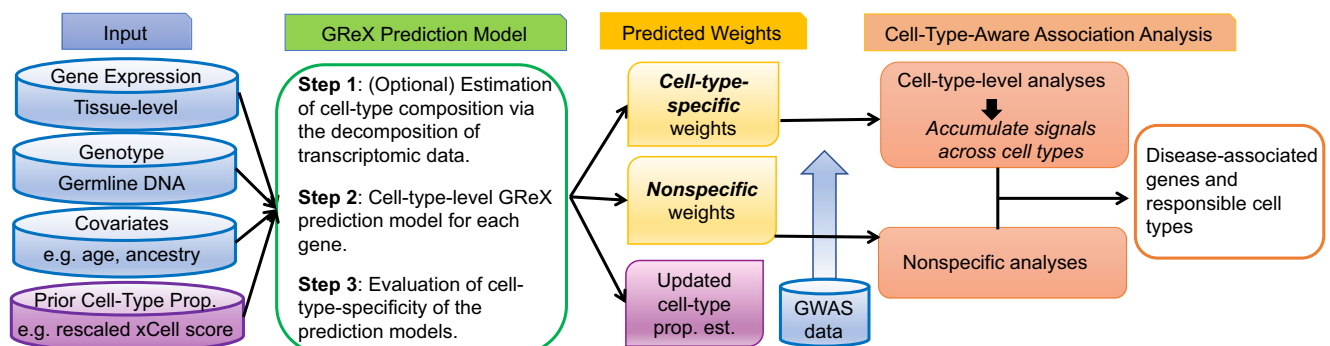 Input
Gene Expression
Tissue-level
Genotype
Germline DNA
Covariates
e.g. age, ancestry
Prior Cell-Type Prop.
e.g. rescaled xCell score
GReX Prediction Model
Step 1: (Optional) Estimation
of cell-type composition via
the decomposition of
transcriptomic data.
Step 2: Cell-type-level GReX
prediction model for each
gene.
Step 3: Evaluation of cell-
type-specificity of the
prediction models.
Predicted Weights
Cell-type-
specific
weights
Nonspecific
weights
Updated
cell-type
prop. est.
GWAS
data
Cell-Type-Aware Association Analysis
Cell-type-level analyses
Accumulate signals
across cell types
Nonspecific analyses
Disease-associated
genes and
responsible cell
types